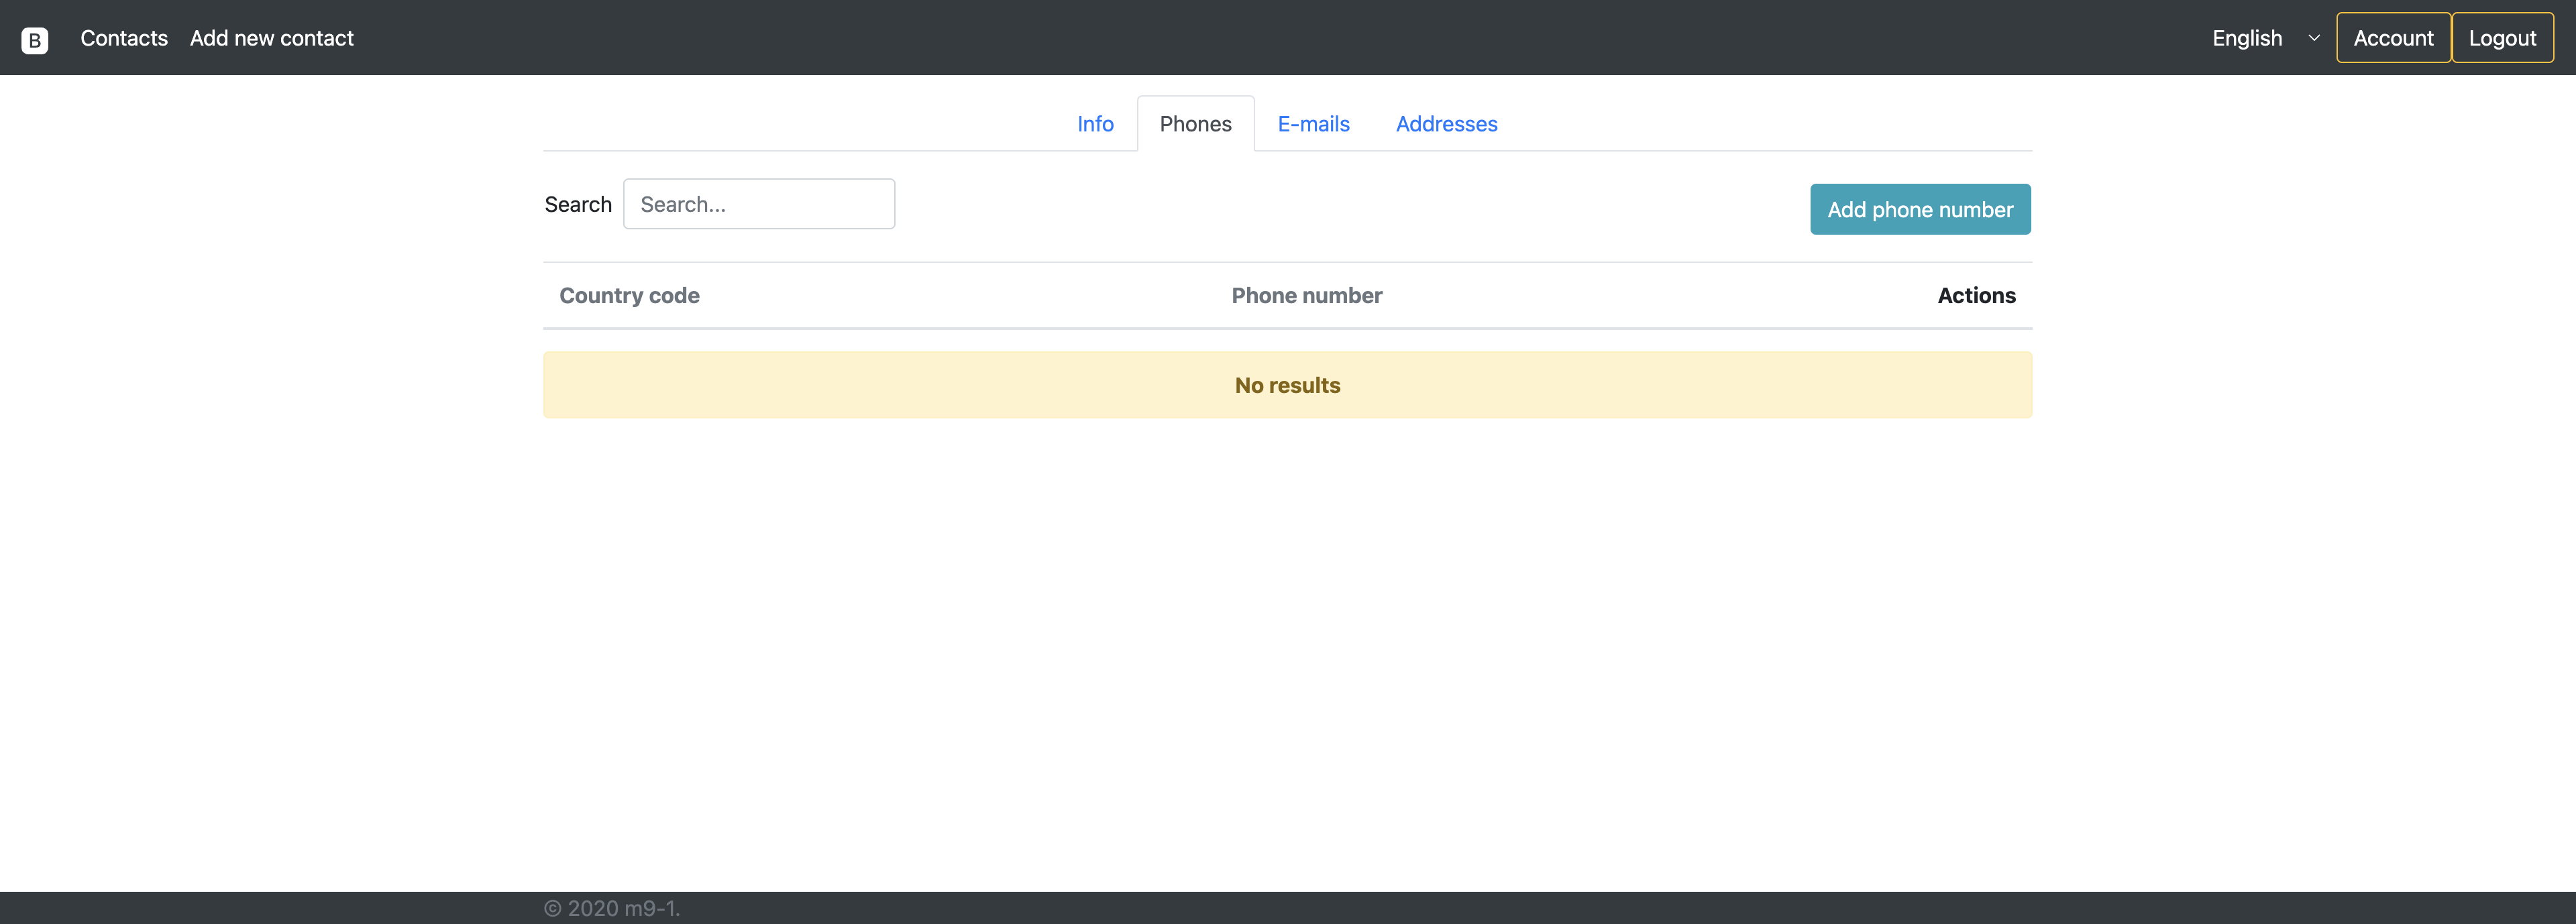 B Contacts Add new contact English Account Logout
Info Phones E-mails Addresses
Search Search... Add phone number
Country code Phone number Actions
No results
© 2020 m9-1.